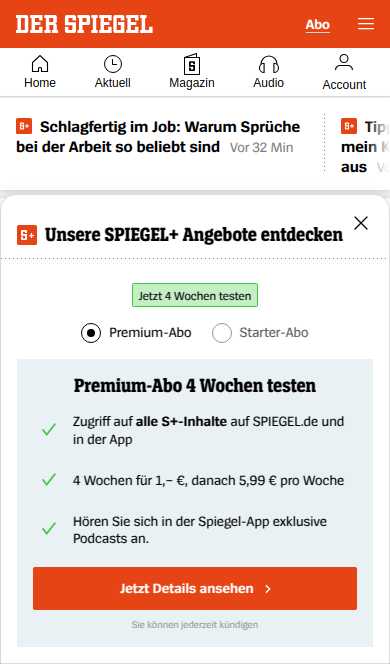 DER SPIEGEL
Abo
Home
Aktuell
Magazin
Audio
Account
S+ Schlagfertig im Job: Warum Sprüche
bei der Arbeit so beliebt sind Vor 32 Min
S+
mein
aus
S+ Unsere SPIEGEL+ Angebote entdecken
Jetzt 4 Wochen testen
Premium-Abo
Starter-Abo
Premium-Abo 4 Wochen testen
Zugriff auf alle S+-Inhalte auf SPIEGEL.de und
in der App
4 Wochen für 1,– €, danach 5,99 € pro Woche
Hören Sie sich in der Spiegel-App exklusive
Podcasts an.
Jetzt Details ansehen
Sie können jederzeit kündigen